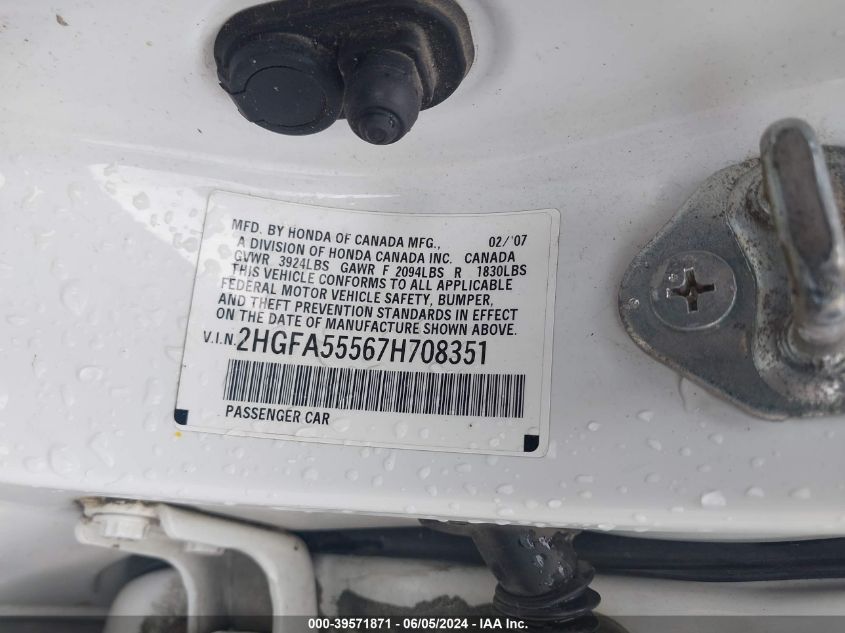 MFD. BY HONDA OF CANADA MFG., 02/'07
A DIVISION OF HONDA CANADA INC. CANADA
GVWR 3924LBS GAWR F 2094LBS R 1830LBS
THIS VEHICLE CONFORMS TO ALL APPLICABLE
FEDERAL MOTOR VEHICLE SAFETY, BUMPER,
AND THEFT PREVENTION STANDARDS IN EFFECT
ON THE DATE OF MANUFACTURE SHOWN ABOVE.
V.I.N. 2HGFA55567H708351
PASSENGER CAR
000-39571871 - 06/05/2024 - IAA Inc.